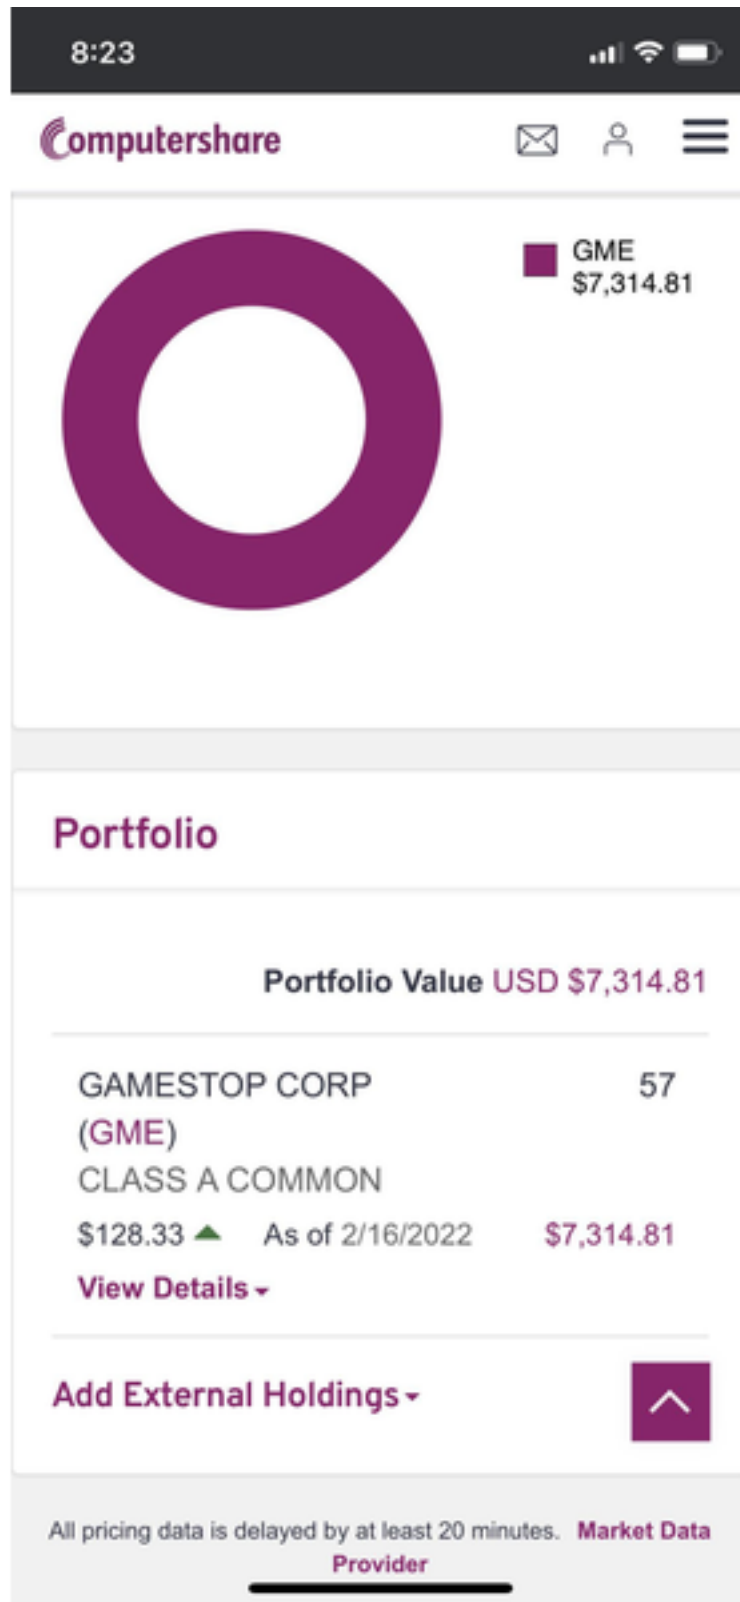 8:23
Computershare
GME
$7,314.81
Portfolio
Portfolio Value USD $7,314.81
GAMESTOP CORP 57
(GME)
CLASS A COMMON
$128.33 As of 2/16/2022 $7,314.81
View Details
Add External Holdings
All pricing data is delayed by at least 20 minutes. Market Data
Provider